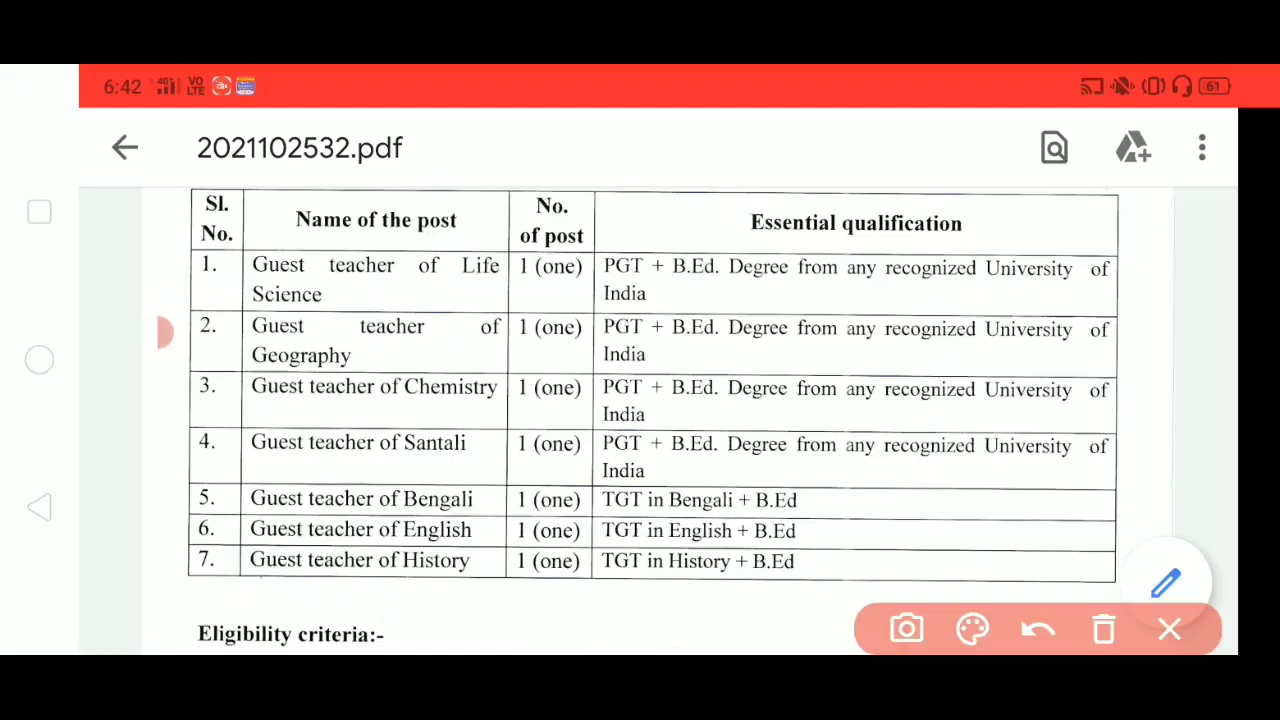 6:42 4G VO LTE 61
2021102532.pdf
Sl. No. Name of the post No. of post Essential qualification
1. Guest teacher of Life Science 1 (one) PGT + B.Ed. Degree from any recognized University of India
2. Guest teacher of Geography 1 (one) PGT + B.Ed. Degree from any recognized University of India
3. Guest teacher of Chemistry 1 (one) PGT + B.Ed. Degree from any recognized University of India
4. Guest teacher of Santali 1 (one) PGT + B.Ed. Degree from any recognized University of India
5. Guest teacher of Bengali 1 (one) TGT in Bengali + B.Ed
6. Guest teacher of English 1 (one) TGT in English + B.Ed
7. Guest teacher of History 1 (one) TGT in History + B.Ed
Eligibility criteria:-